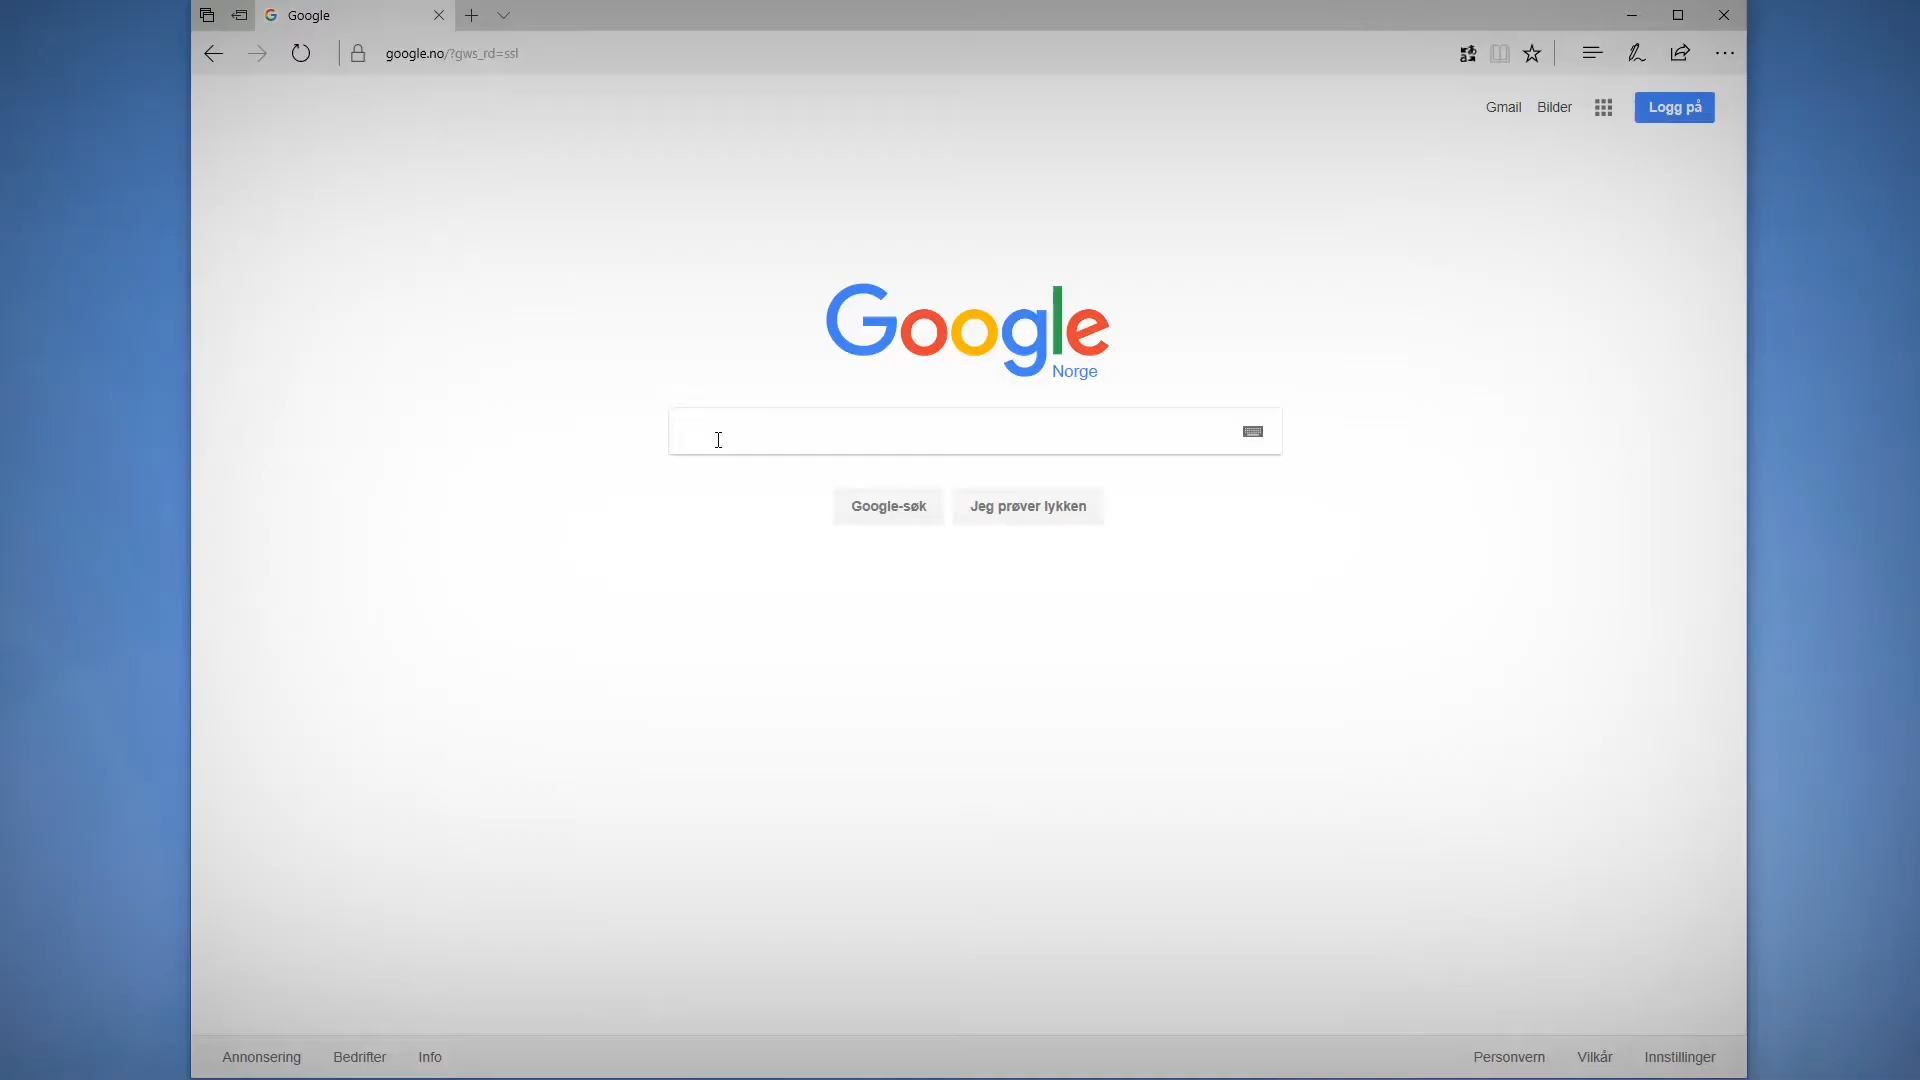 Google
google.no/?gws_rd=ssl
Gmail Bilder Logg på
Google
Norge
Google-søk Jeg prøver lykken
Annonsering Bedrifter Info Personvern Vilkår Innstillinger